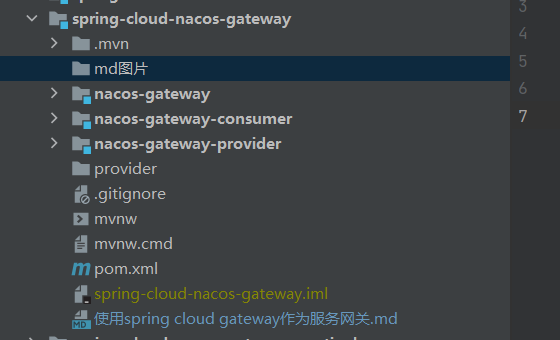 3
spring-cloud-nacos-gateway
4
.mvn
md图片
5
nacos-gateway
6
nacos-gateway-consumer
7
nacos-gateway-provider
provider
.gitignore
mvnw
mvnw.cmd
pom.xml
spring-cloud-nacos-gateway.iml
使用spring cloud gateway作为服务网关.md